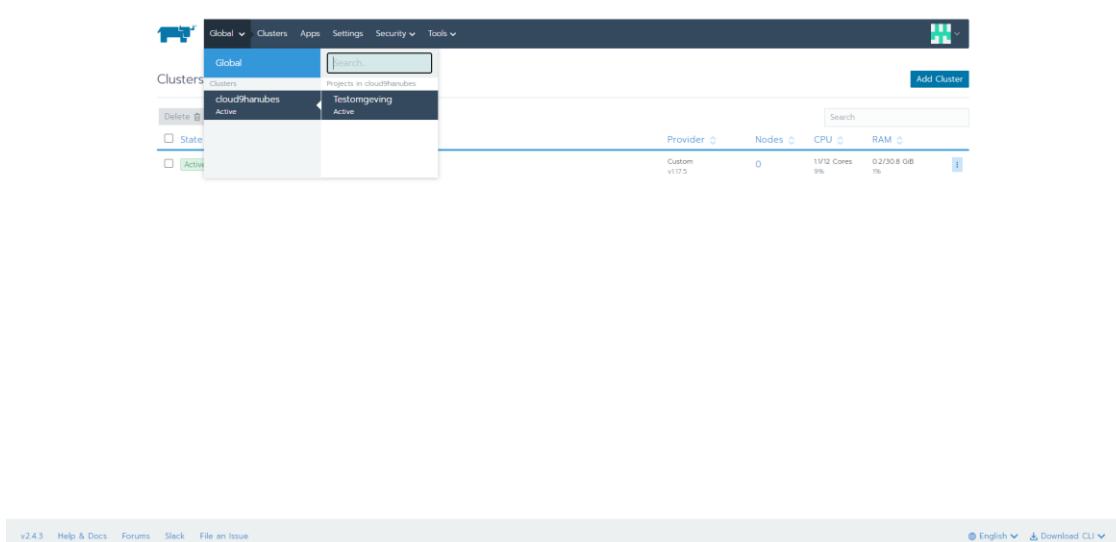 Global Clusters Apps Settings Security Tools
Global
Search...
Clusters
Clusters
Projects in cloud9hanubes
Add Cluster
cloud9hanubes
Active
Testomgeving
Active
Delete
Search
State
Provider
Nodes
CPU
RAM
Active
Custom
v1.17.5
0
1.1/12 Cores
9%
0.2/30.8 GiB
1%
v2.4.3 Help & Docs Forums Slack File an Issue
English Download CLI